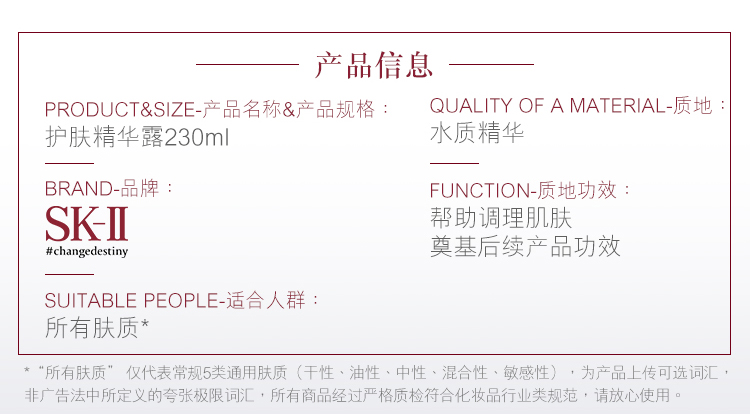 产品信息
PRODUCT&SIZE-产品名称&产品规格：
护肤精华露230ml
QUALITY OF A MATERIAL-质地：
水质精华
BRAND-品牌：
SK-II
#changedestiny
FUNCTION-质地功效：
帮助调理肌肤
奠基后续产品功效
SUITABLE PEOPLE-适合人群：
所有肤质*
*“所有肤质” 仅代表常规5类通用肤质（干性、油性、中性、混合性、敏感性），为产品上传可选词汇，
非广告法中所定义的夸张极限词汇，所有商品经过严格质检符合化妆品行业类规范，请放心使用。